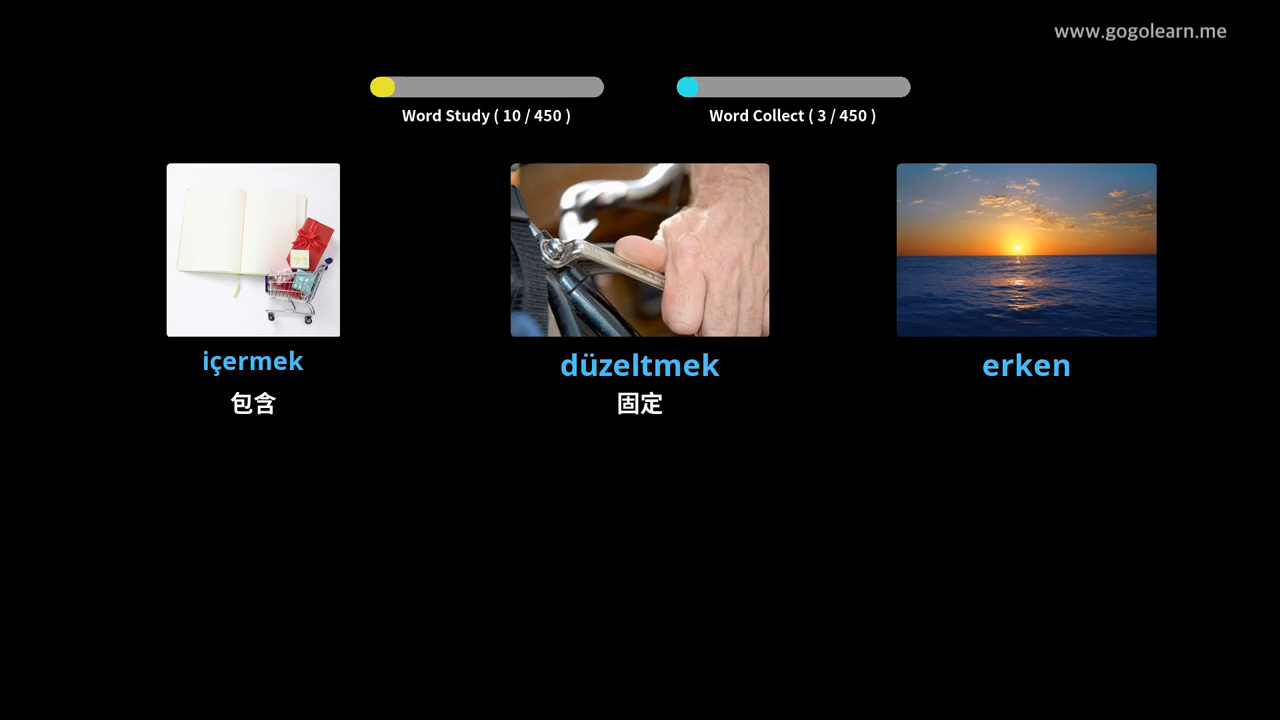 www.gogolearn.me
Word Study ( 10 / 450 )
Word Collect ( 3 / 450 )
içermek
düzeltmek
erken
包含
固定